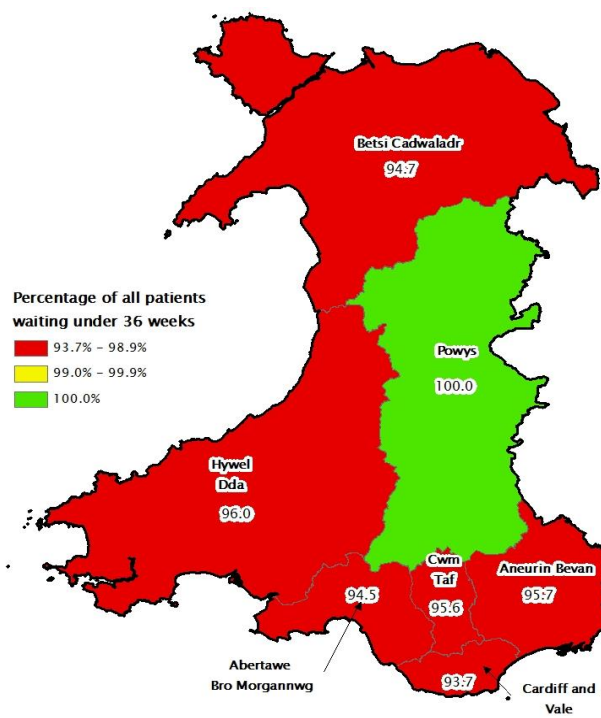 Betsi Cadwaladr
94.7
Percentage of all patients
waiting under 36 weeks
93.7% - 98.9%
99.0% - 99.9%
100.0%
Powys
100.0
Hywel
Dda
96.0
Cwm
Taf
95.6
Aneurin Bevan
95.7
94.5
Abertawe
Bro Morgannwg
93.7
Cardiff and
Vale